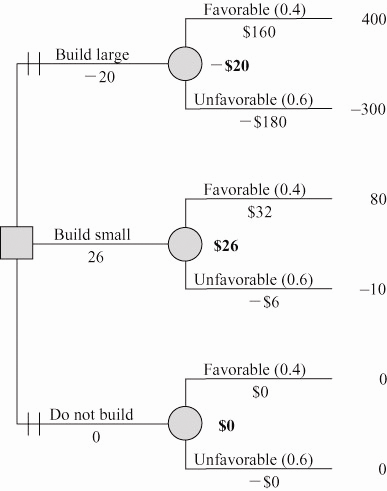 Favorable (0.4) 400
$160
Build large
−20
−$20
Unfavorable (0.6) −300
−$180
Favorable (0.4) 80
$32
Build small
26
$26
Unfavorable (0.6) −10
−$6
Favorable (0.4) 0
$0
Do not build
0
$0
Unfavorable (0.6) 0
−$0